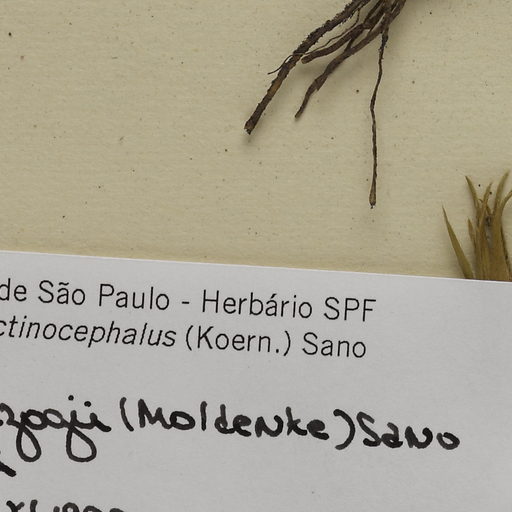 de São Paulo - Herbário SPF
ctinocephalus (Koern.) Sano
(Moldenke) Sano